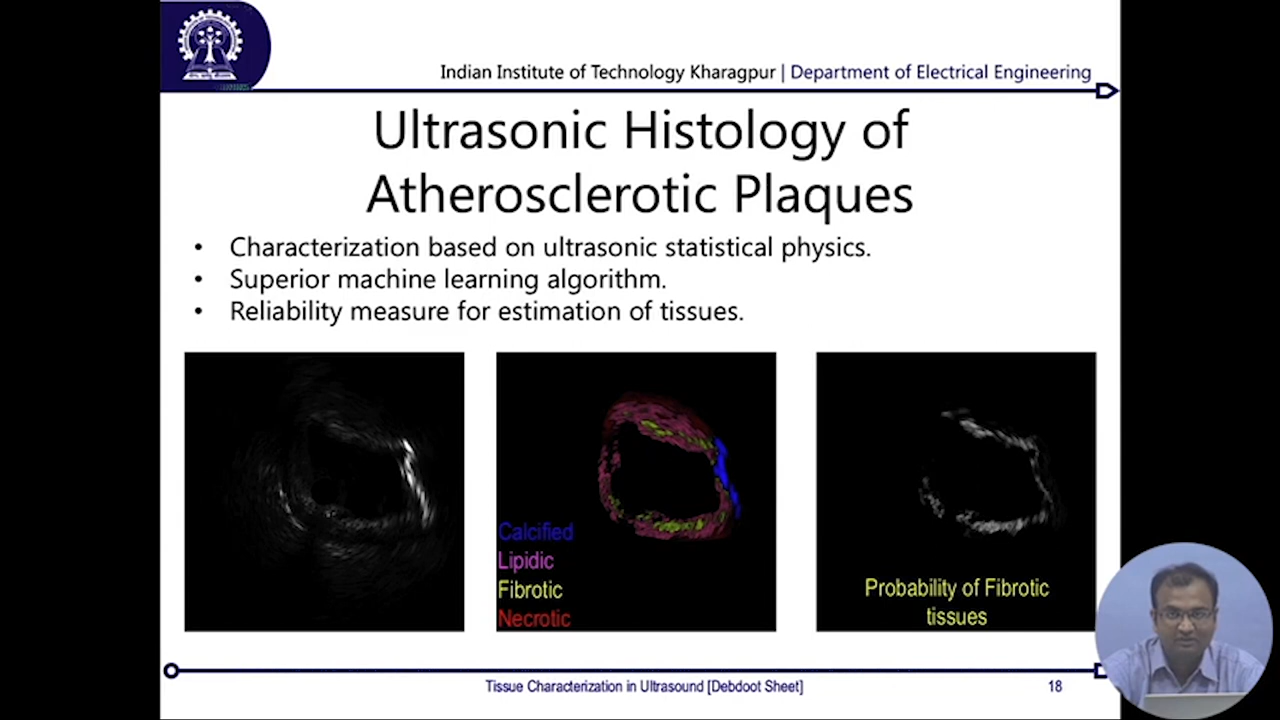 Indian Institute of Technology Kharagpur | Department of Electrical Engineering
Ultrasonic Histology of
Atherosclerotic Plaques
• Characterization based on ultrasonic statistical physics.
• Superior machine learning algorithm.
• Reliability measure for estimation of tissues.
Calcified
Lipidic
Fibrotic
Necrotic
Probability of Fibrotic
tissues
Tissue Characterization in Ultrasound [Debdoot Sheet]
18